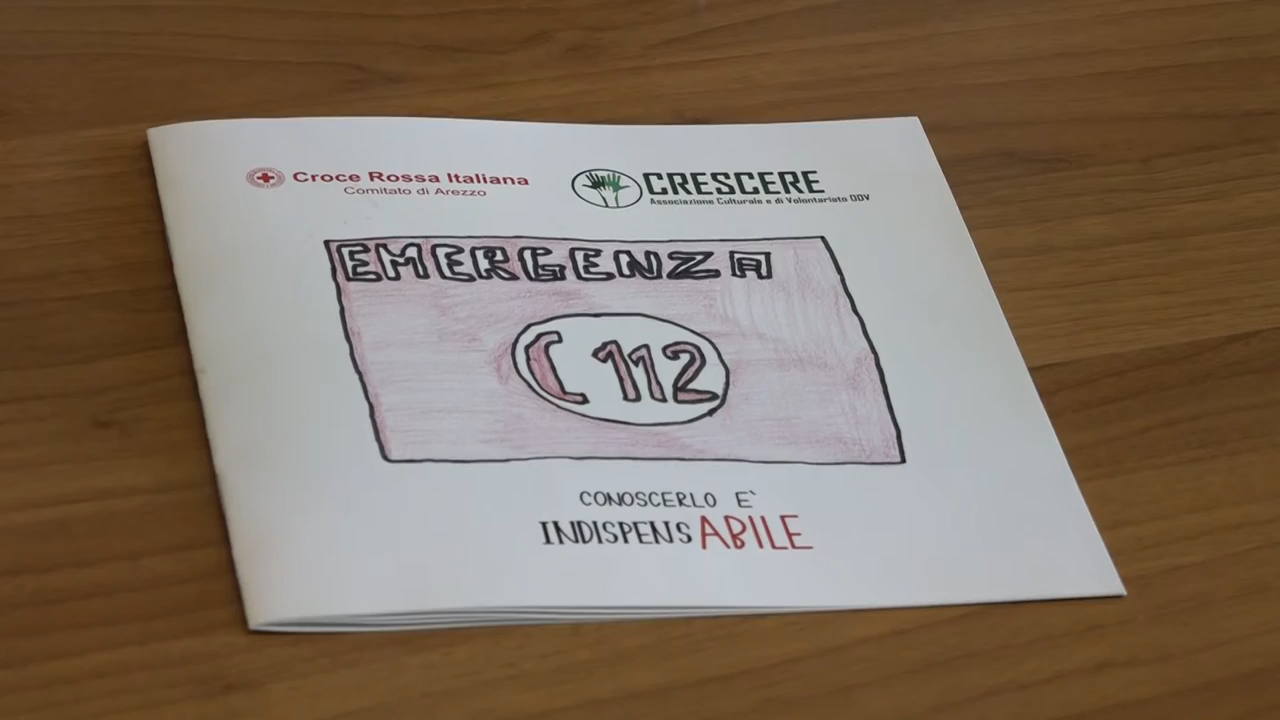 Croce Rossa Italiana
Comitato di Arezzo
CRESCERE
Associazione Culturale e di Volontariato ODV
EMERGENZA
112
CONOSCERLO E'
INDISPENSABILE